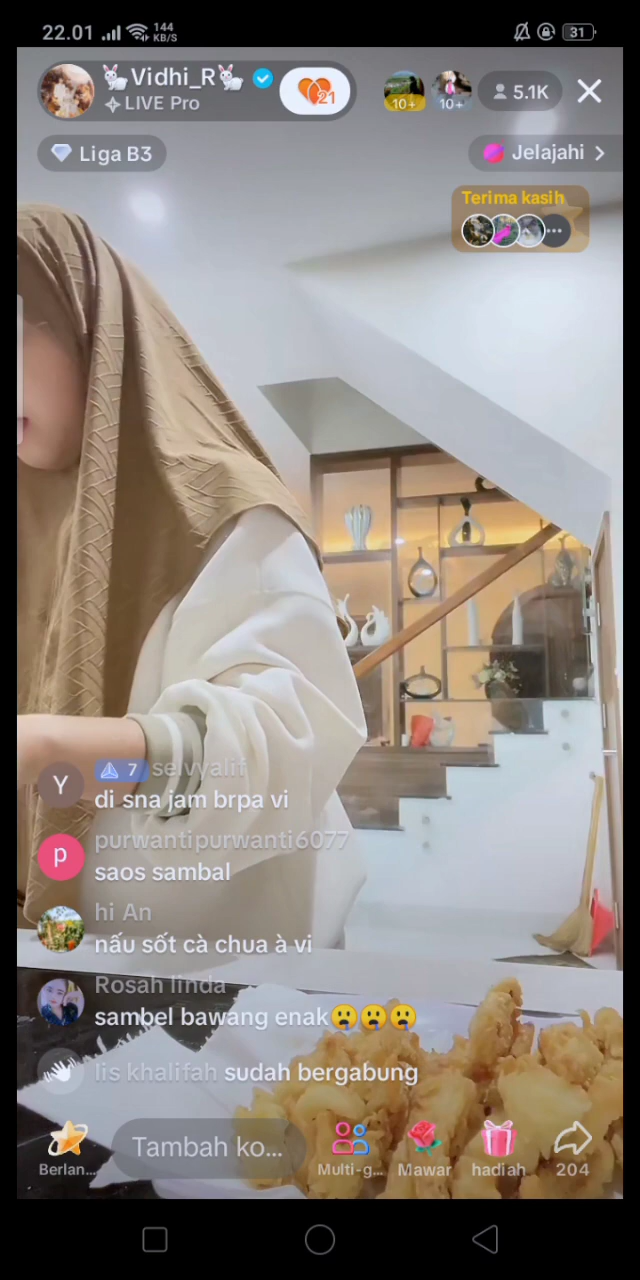 22.01
144
KB/S
31
🐇Vidhi_R🐇
LIVE Pro
21
10+
10+
5.1K
Liga B3
Jelajahi
Terima kasih
Y
7 selvyalif
di sna jam brpa vi
p
purwantipurwanti6077
saos sambal
hi An
nấu sốt cà chua à vi
Rosah linda
sambel bawang enak😲😲😲
Iis khalifah sudah bergabung
Berlan...
Tambah ko...
Multi-g...
Mawar
hadiah
204